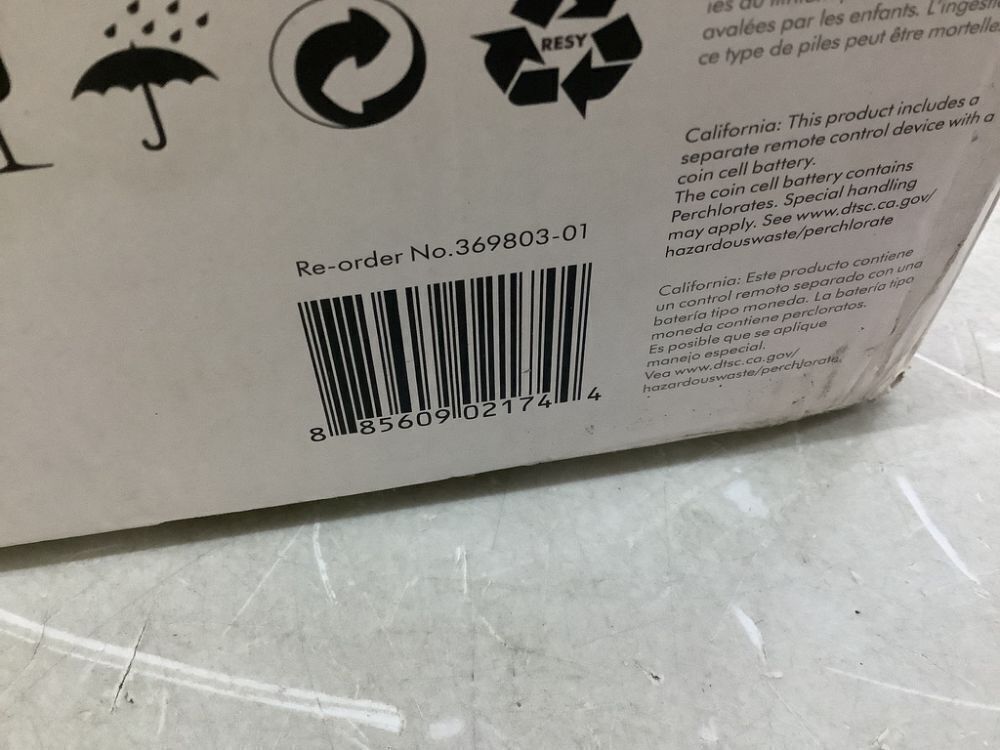 RESY
ies au lithium
avalées par les enfants. L'ingestion
ce type de piles peut être mortelle.
California: This product includes a
separate remote control device with a
coin cell battery.
The coin cell battery contains
Perchlorates. Special handling
may apply. See www.dtsc.ca.gov/
hazardouswaste/perchlorate
Re-order No.369803-01
8 85609 02174 4
California: Este producto contiene
un control remoto separado con una
batería tipo moneda. La batería tipo
moneda contiene percloratos.
Es posible que se aplique
manejo especial.
Vea www.dtsc.ca.gov/
hazardouswaste/perchlorate.